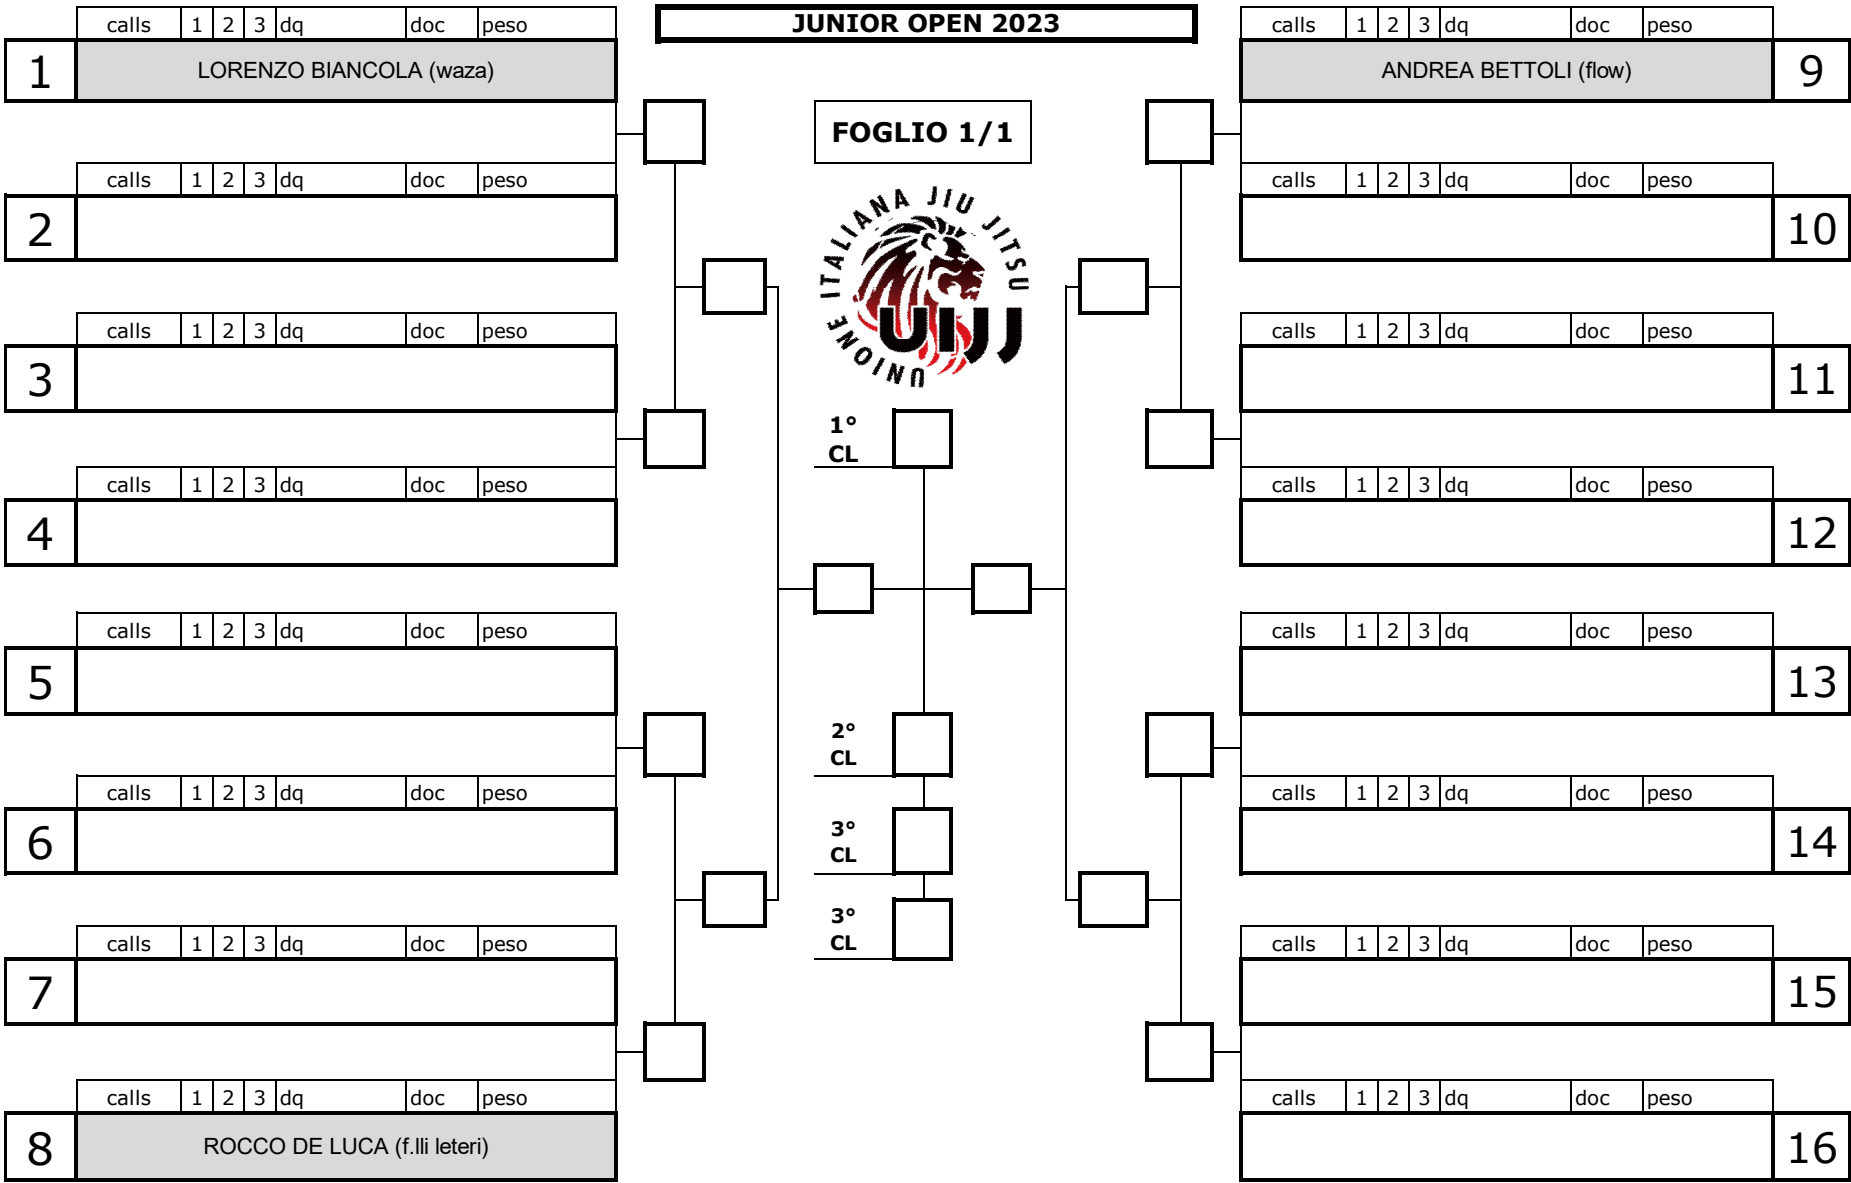 JUNIOR OPEN 2023
FOGLIO 1/1
UNIONE ITALIANA JIU JITSU
UIJJ
calls 1 2 3 dq doc peso
1 LORENZO BIANCOLA (waza)
calls 1 2 3 dq doc peso
2
calls 1 2 3 dq doc peso
3
calls 1 2 3 dq doc peso
4
calls 1 2 3 dq doc peso
5
calls 1 2 3 dq doc peso
6
calls 1 2 3 dq doc peso
7
calls 1 2 3 dq doc peso
8 ROCCO DE LUCA (f.lli leteri)
1°
CL
2°
CL
3°
CL
3°
CL
calls 1 2 3 dq doc peso
ANDREA BETTOLI (flow) 9
calls 1 2 3 dq doc peso
10
calls 1 2 3 dq doc peso
11
calls 1 2 3 dq doc peso
12
calls 1 2 3 dq doc peso
13
calls 1 2 3 dq doc peso
14
calls 1 2 3 dq doc peso
15
calls 1 2 3 dq doc peso
16